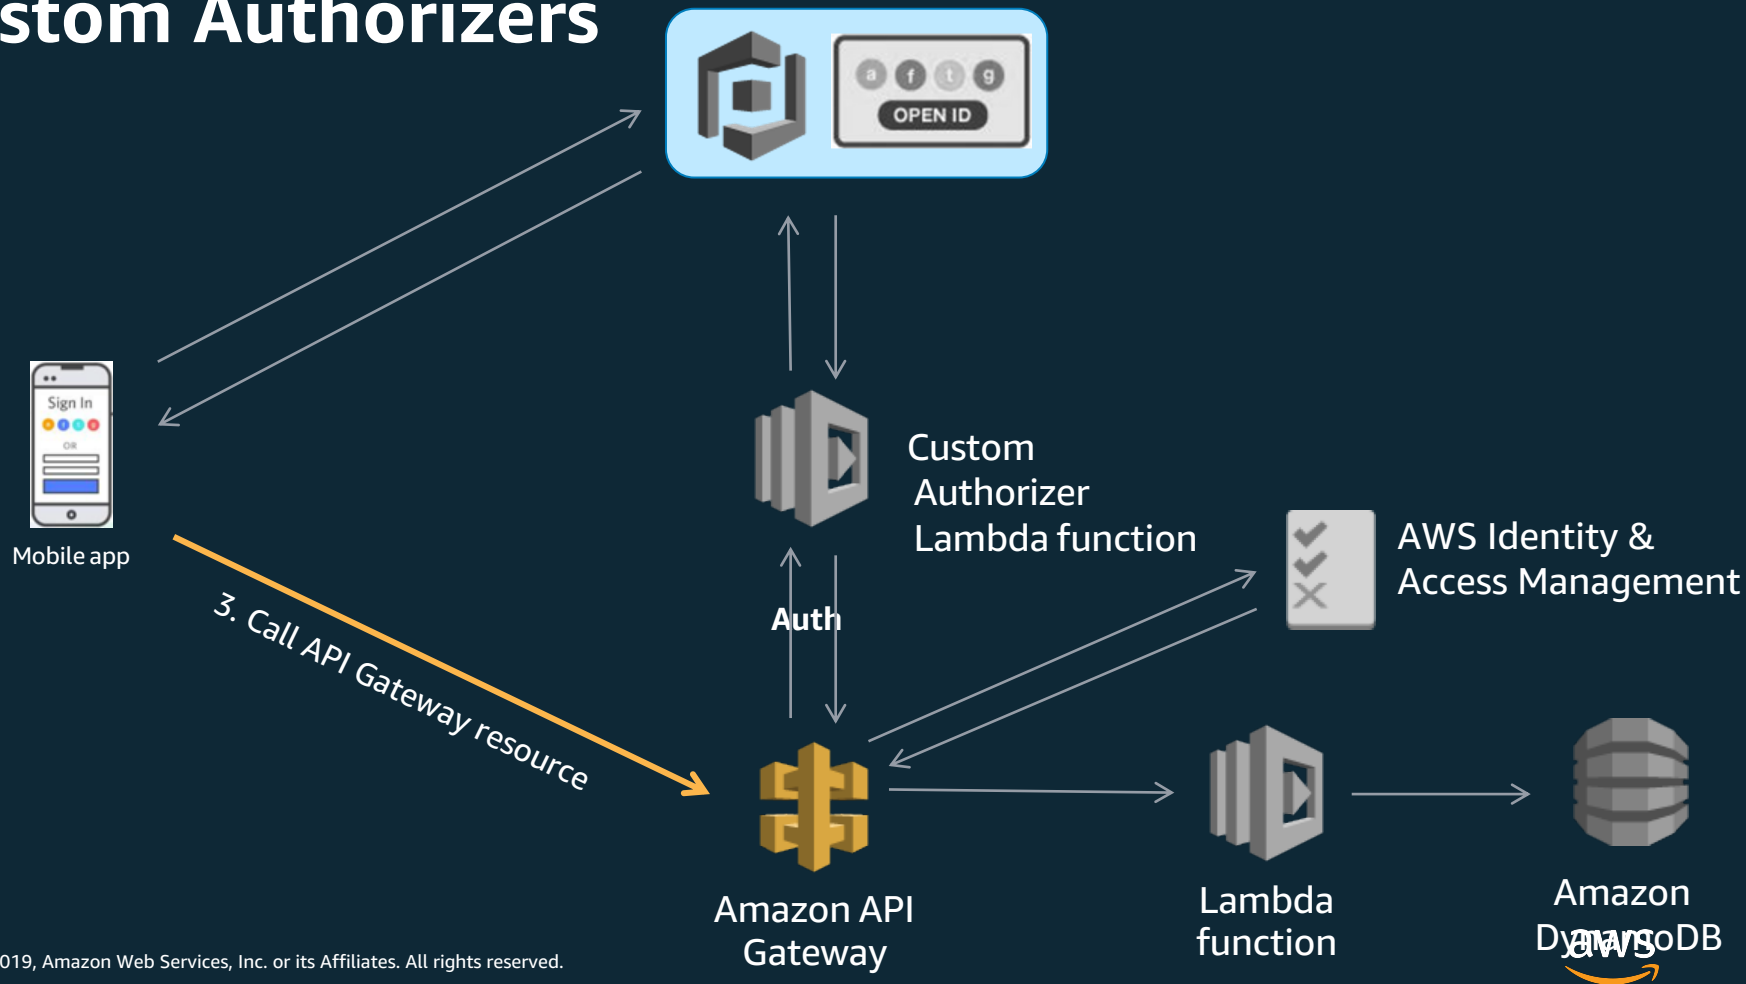 stom Authorizers
a f t g
OPEN ID
Sign In
OR
Mobile app
Custom
Authorizer
Lambda function
AWS Identity &
Access Management
Auth
3. Call API Gateway resource
Amazon API
Gateway
Lambda
function
Amazon
DynamoDB
aws
019, Amazon Web Services, Inc. or its Affiliates. All rights reserved.